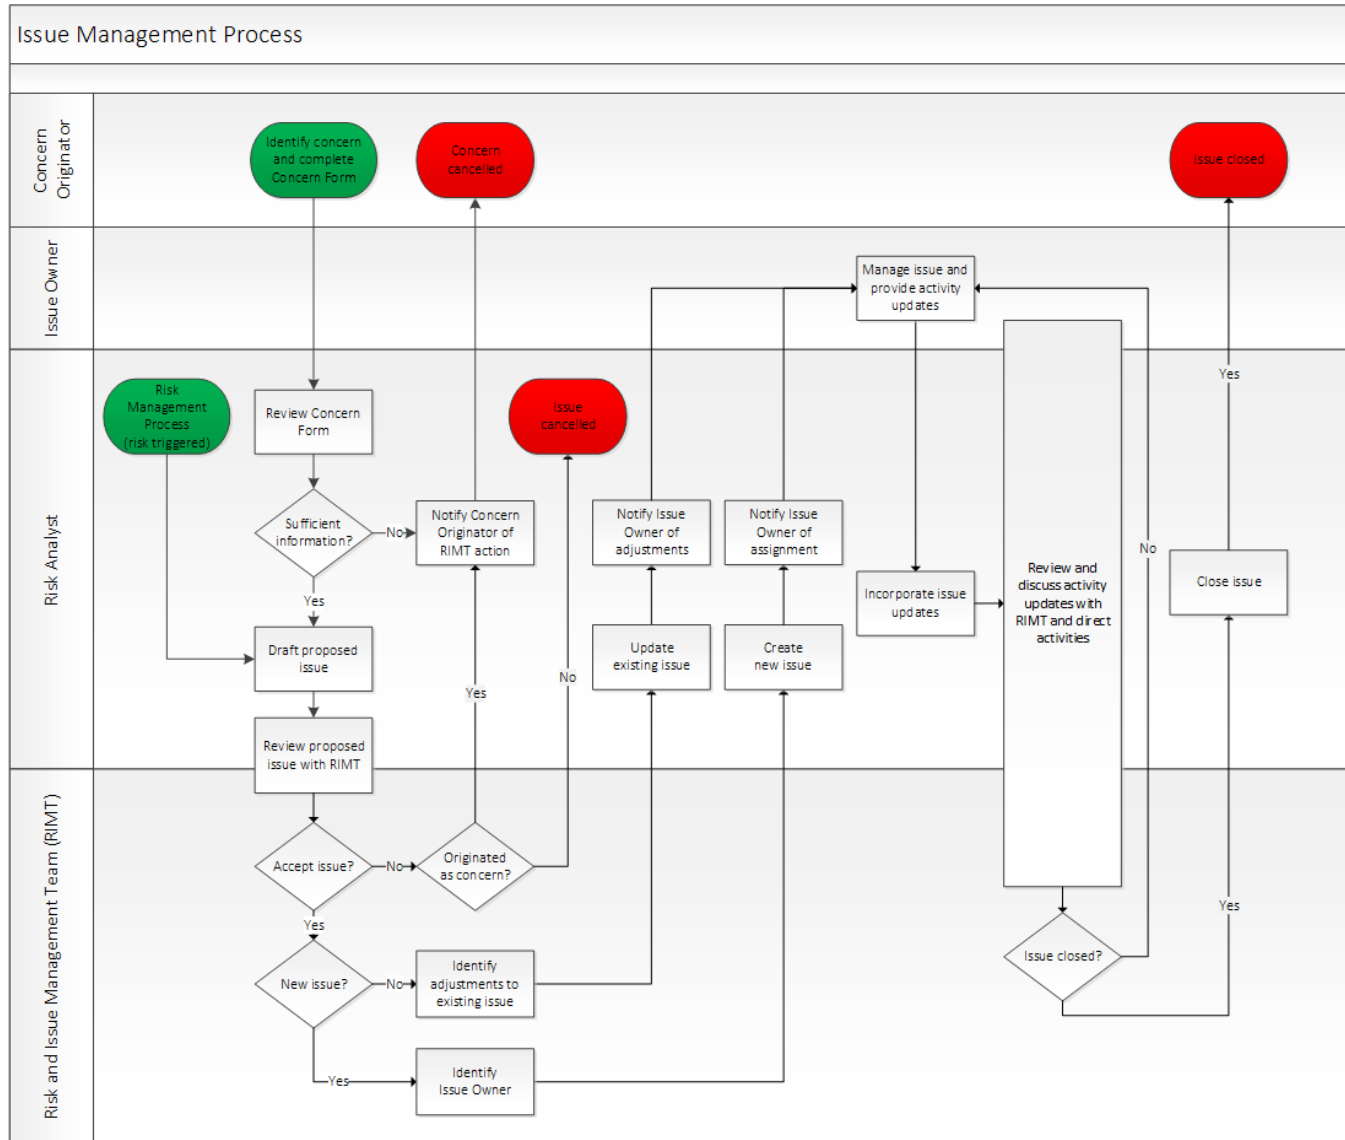 Issue Management Process
Concern
Originator
Identify concern
and complete
Concern Form
Concern
cancelled
Issue closed
Issue Owner
Manage issue and
provide activity
updates
Risk Analyst
Risk
Management
Process
(risk triggered)
Review Concern
Form
Issue
cancelled
Yes
Sufficient
information?
No
Notify Concern
Originator of
RIMT action
Notify Issue
Owner of
adjustments
Notify Issue
Owner of
assignment
Incorporate issue
updates
Review and
discuss activity
updates with
RIMT and direct
activities
No
Close issue
Yes
Draft proposed
issue
Yes
No
Update
existing issue
Create
new issue
Review proposed
issue with RIMT
Risk and Issue Management Team (RIMT)
Accept issue?
No
Originated
as concern?
Yes
Yes
New issue?
No
Identify
adjustments to
existing issue
Issue closed?
Yes
Identify
Issue Owner